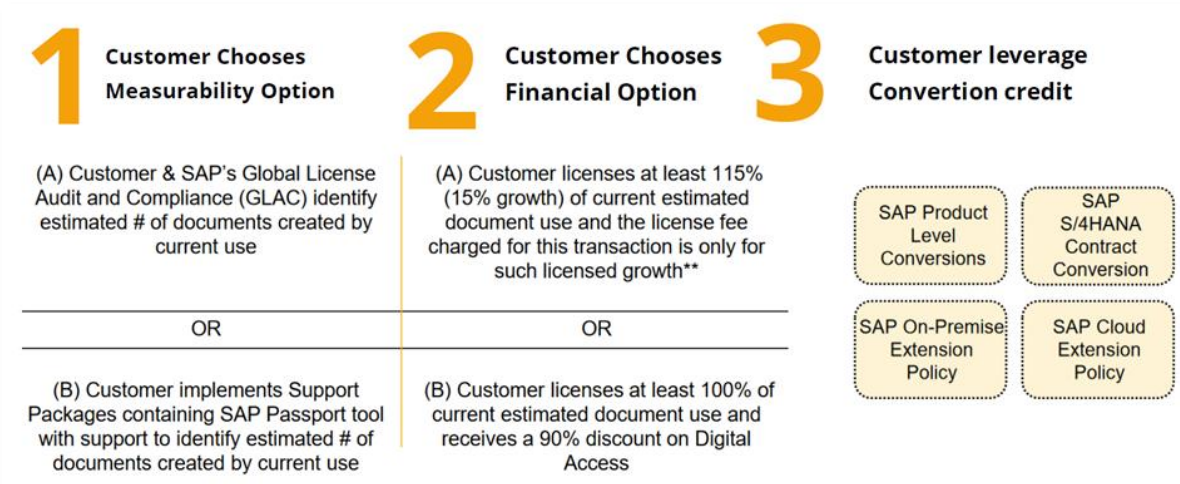 1
Customer Chooses
Measurability Option
(A) Customer & SAP's Global License
Audit and Compliance (GLAC) identify
estimated # of documents created by
current use
OR
(B) Customer implements Support
Packages containing SAP Passport tool
with support to identify estimated # of
documents created by current use
2
Customer Chooses
Financial Option
(A) Customer licenses at least 115%
(15% growth) of current estimated
document use and the license fee
charged for this transaction is only for
such licensed growth**
OR
(B) Customer licenses at least 100% of
current estimated document use and
receives a 90% discount on Digital
Access
3
Customer leverage
Convertion credit
SAP Product
Level
Conversions
SAP
S/4HANA
Contract
Conversion
SAP On-Premise
Extension
Policy
SAP Cloud
Extension
Policy